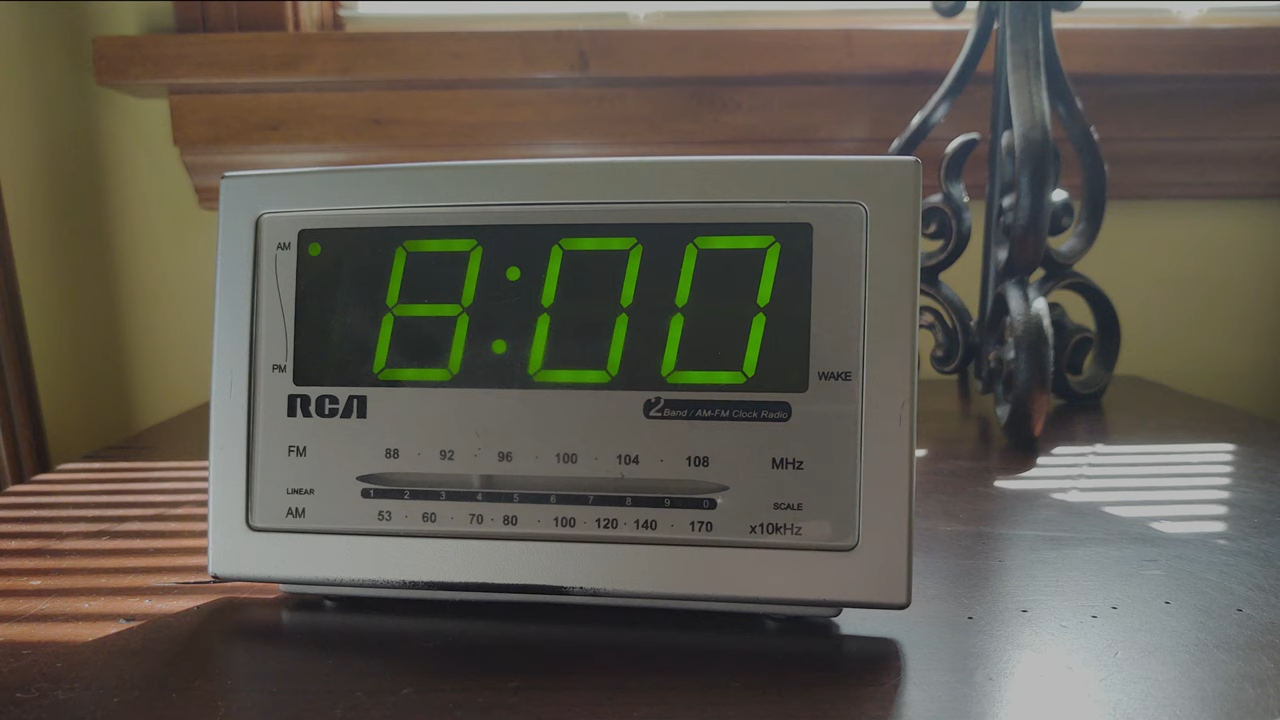 AM
8:00
PM
WAKE
RCA
2 Band / AM-FM Clock Radio
FM 88 · 92 · 96 · 100 · 104 · 108 MHz
LINEAR 1 2 3 4 5 6 7 8 9 0 SCALE
AM 53 · 60 · 70 · 80 · 100 · 120 · 140 · 170 x10kHz